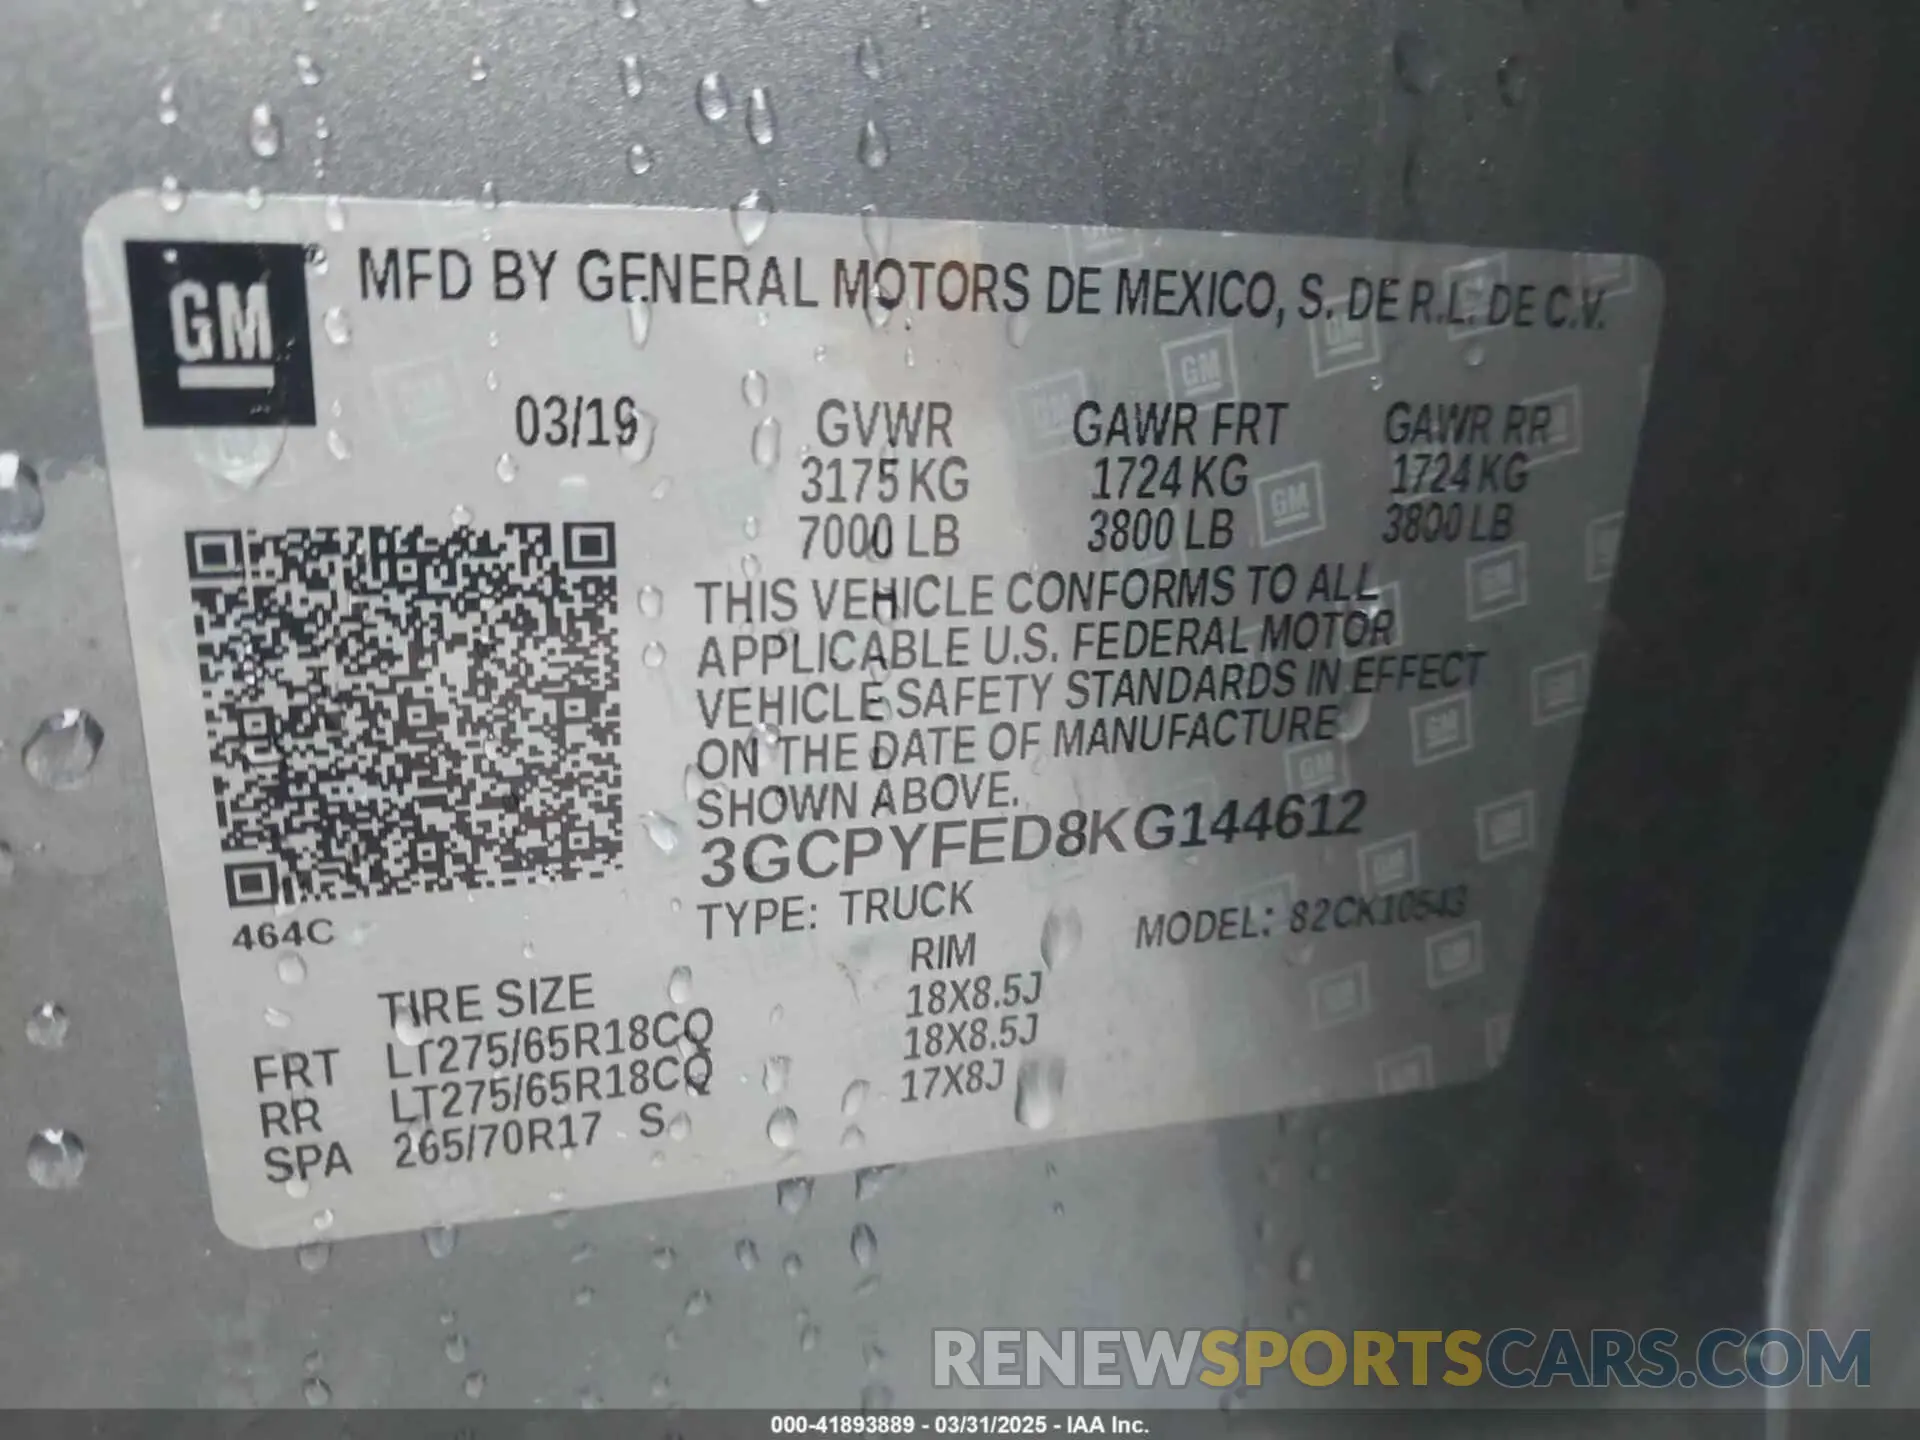 GM
MFD BY GENERAL MOTORS DE MEXICO, S. DE R.L. DE C.V.
03/19
GVWR GAWR FRT GAWR RR
3175 KG 1724 KG 1724 KG
7000 LB 3800 LB 3800 LB
THIS VEHICLE CONFORMS TO ALL
APPLICABLE U.S. FEDERAL MOTOR
VEHICLE SAFETY STANDARDS IN EFFECT
ON THE DATE OF MANUFACTURE
SHOWN ABOVE.
3GCPYFED8KG144612
TYPE: TRUCK MODEL: 82CK10543
464C
TIRE SIZE RIM
FRT LT275/65R18CQ 18X8.5J
RR LT275/65R18CQ 18X8.5J
SPA 265/70R17 S 17X8J
RENEWSPORTSCARS.COM
000-41893889 - 03/31/2025 - IAA Inc.